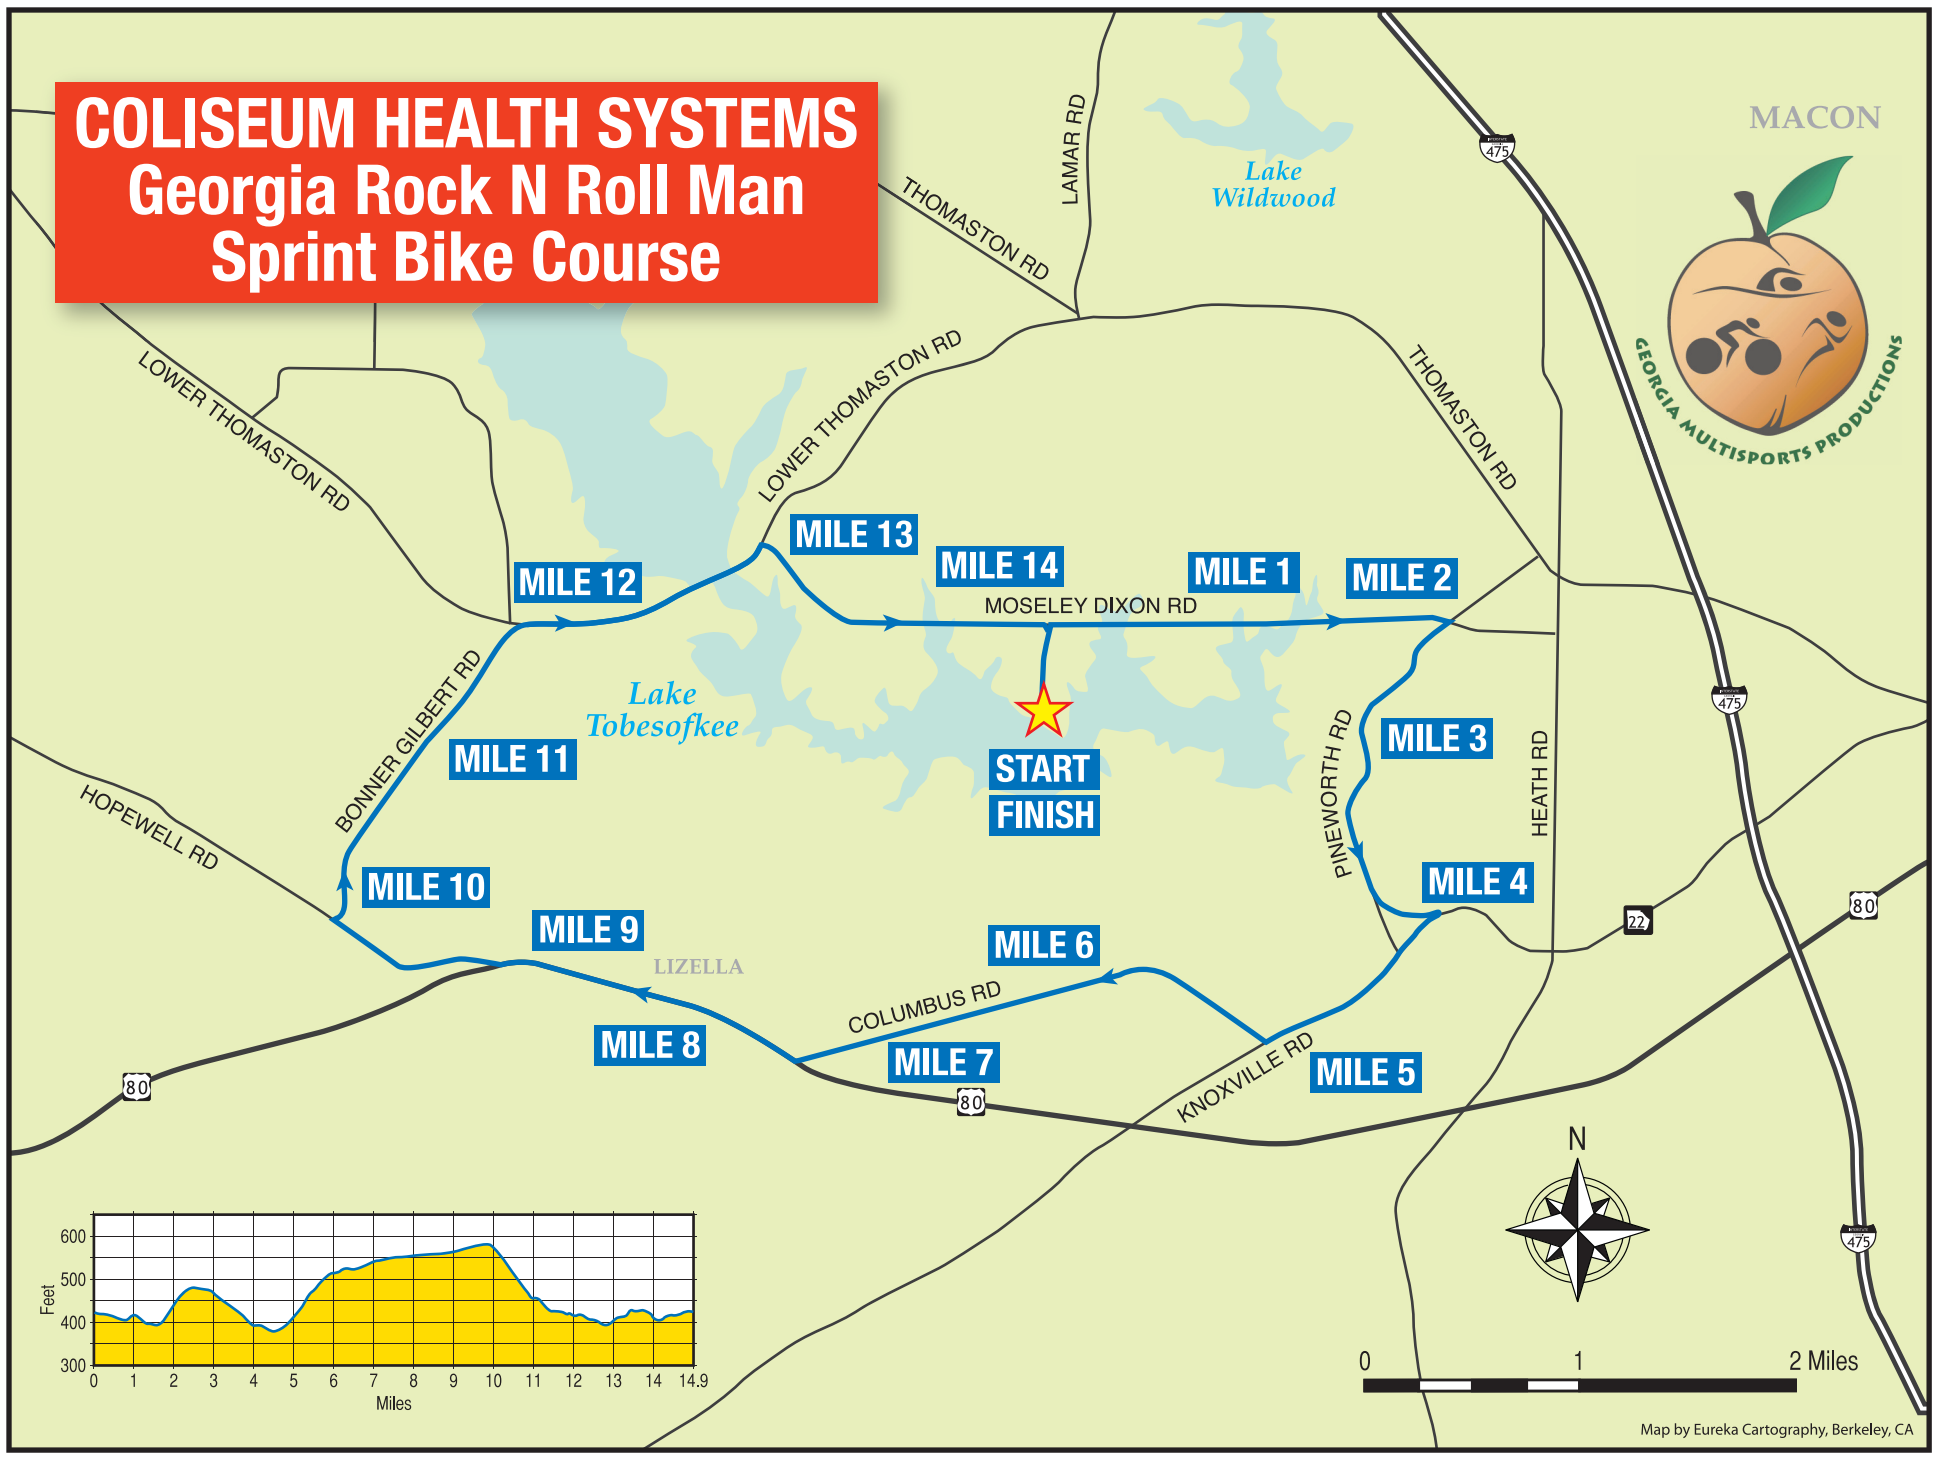 COLISEUM HEALTH SYSTEMS
Georgia Rock N Roll Man
Sprint Bike Course
MACON
GEORGIA MULTISPORTS PRODUCTIONS
Lake
Wildwood
LAMAR RD
THOMASTON RD
475
LOWER THOMASTON RD
LOWER THOMASTON RD
THOMASTON RD
MILE 13
MILE 14
MILE 1
MILE 2
MILE 12
MOSELEY DIXON RD
BONNER GILBERT RD
Lake
Tobesofkee
475
MILE 11
MILE 3
START
FINISH
PINEWORTH RD
HEATH RD
HOPEWELL RD
MILE 10
MILE 4
80
22
MILE 9
MILE 6
LIZELLA
COLUMBUS RD
MILE 8
MILE 7
MILE 5
KNOXVILLE RD
80
80
N
475
Feet
600
500
400
300
0 1 2 3 4 5 6 7 8 9 10 11 12 13 14 14.9
Miles
0 1 2 Miles
Map by Eureka Cartography, Berkeley, CA